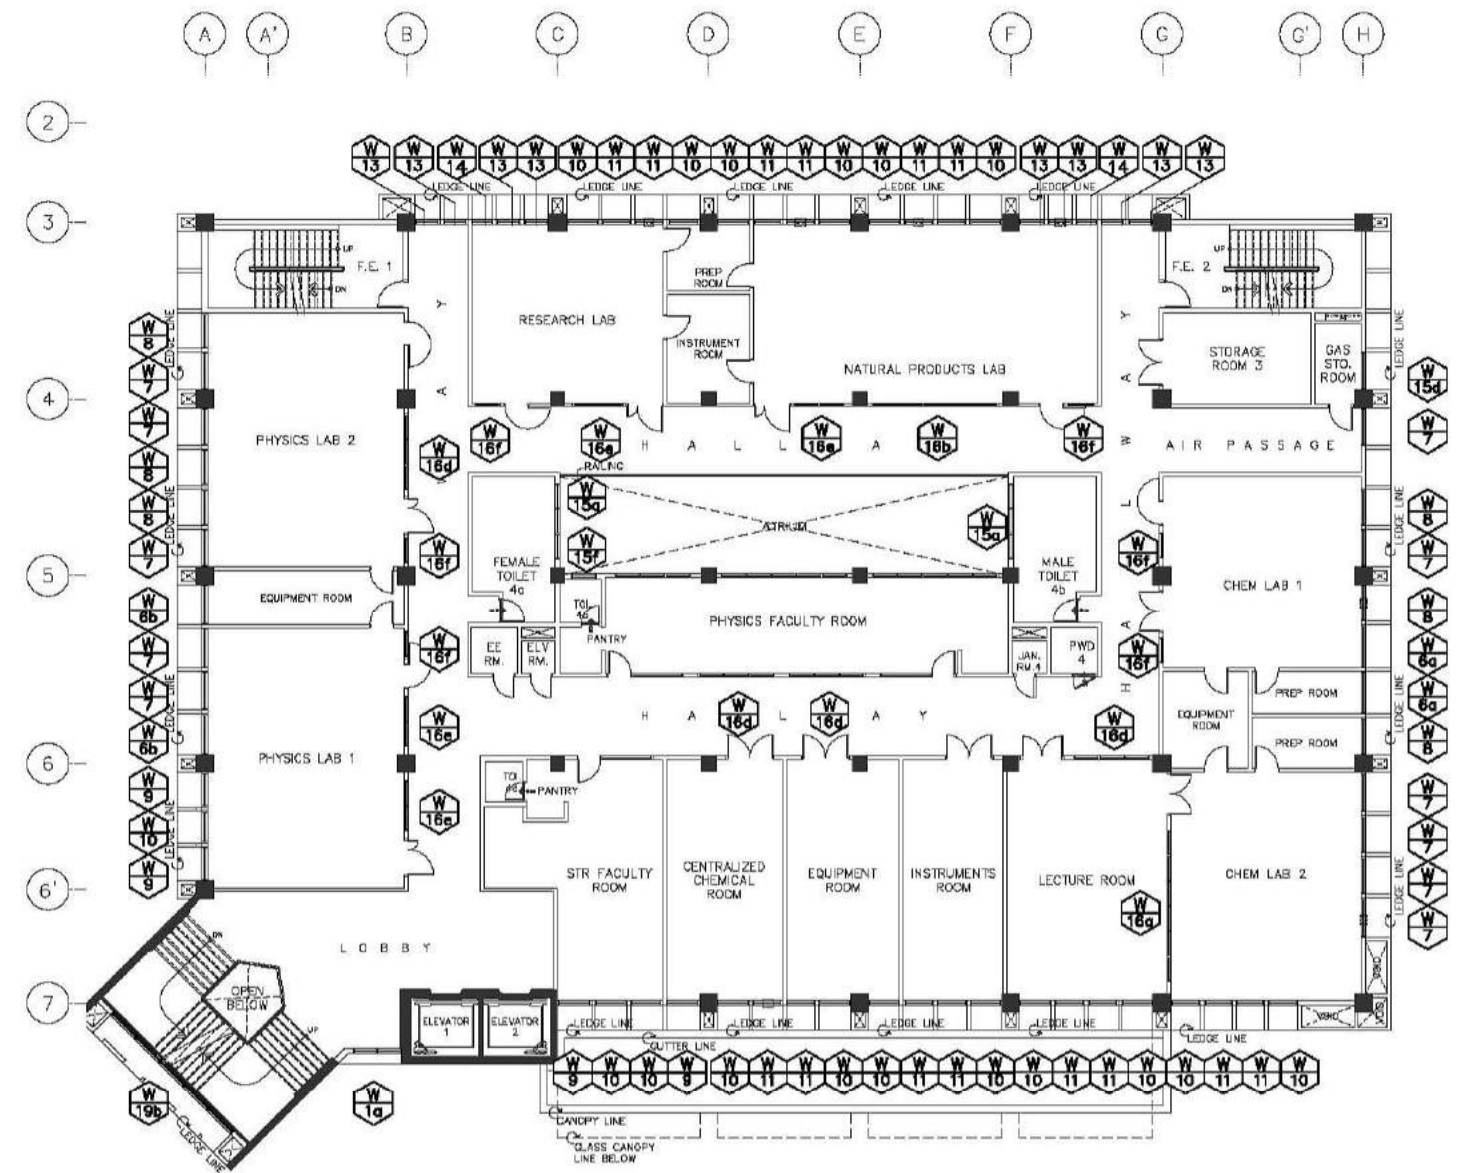 A A' B C D E F G G' H
2
W 13 W 13 W 14 W 13 W 13 W 10 W 11 W 11 W 10 W 10 W 11 W 11 W 10 W 10 W 11 W 11 W 10 W 13 W 13 W 14 W 13 W 13
LEDGE LINE LEDGE LINE LEDGE LINE LEDGE LINE LEDGE LINE
3
UP
F.E. 1
DN
UP
F.E. 2
DN
PREP
ROOM
RESEARCH LAB
INSTRUMENT
ROOM
NATURAL PRODUCTS LAB
STORAGE
ROOM 3
GAS
STO.
ROOM
W 8
W 7
W 7
W 8
W 8
W 7
W 6b
W 7
W 7
W 6b
W 9
W 10
W 9
LEDGE LINE
LEDGE LINE
LEDGE LINE
LEDGE LINE
4
PHYSICS LAB 2
W 16d
W 16f
W 16e
H A L L W A Y
W 16e
W 16b
W 16f
AIR PASSAGE
RAILING
W 15g
W 15f
ATRIUM
W 15g
FEMALE
TOILET
4a
MALE
TOILET
4b
W 16f
W 16f
5
EQUIPMENT ROOM
TOI.
PANTRY
PHYSICS FACULTY ROOM
CHEM LAB 1
EE
RM.
ELV
RM.
JAN.
RM.4
PWD
4
W 16f
W 16f
W 16e
H A L L W A Y
W 16d
W 16d
W 16d
EQUIPMENT
ROOM
PREP ROOM
PREP ROOM
6
PHYSICS LAB 1
TOI.
PANTRY
W 16e
STR FACULTY
ROOM
CENTRALIZED
CHEMICAL
ROOM
EQUIPMENT
ROOM
INSTRUMENTS
ROOM
LECTURE ROOM
CHEM LAB 2
W 16g
W 15d
W 7
W 8
W 7
W 8
W 6a
W 6a
W 8
W 7
W 7
W 7
W 7
LEDGE LINE
LEDGE LINE
LEDGE LINE
LEDGE LINE
6'
LOBBY
DN
OPEN
BELOW
UP
7
ELEVATOR
1
ELEVATOR
2
LEDGE LINE LEDGE LINE LEDGE LINE LEDGE LINE LEDGE LINE
GUTTER LINE
W 9 W 10 W 10 W 9 W 10 W 11 W 11 W 10 W 10 W 11 W 11 W 10 W 10 W 11 W 11 W 10 W 10 W 11 W 11 W 10
W 19b
W 1a
LEDGE LINE
CANOPY LINE
GLASS CANOPY
LINE BELOW